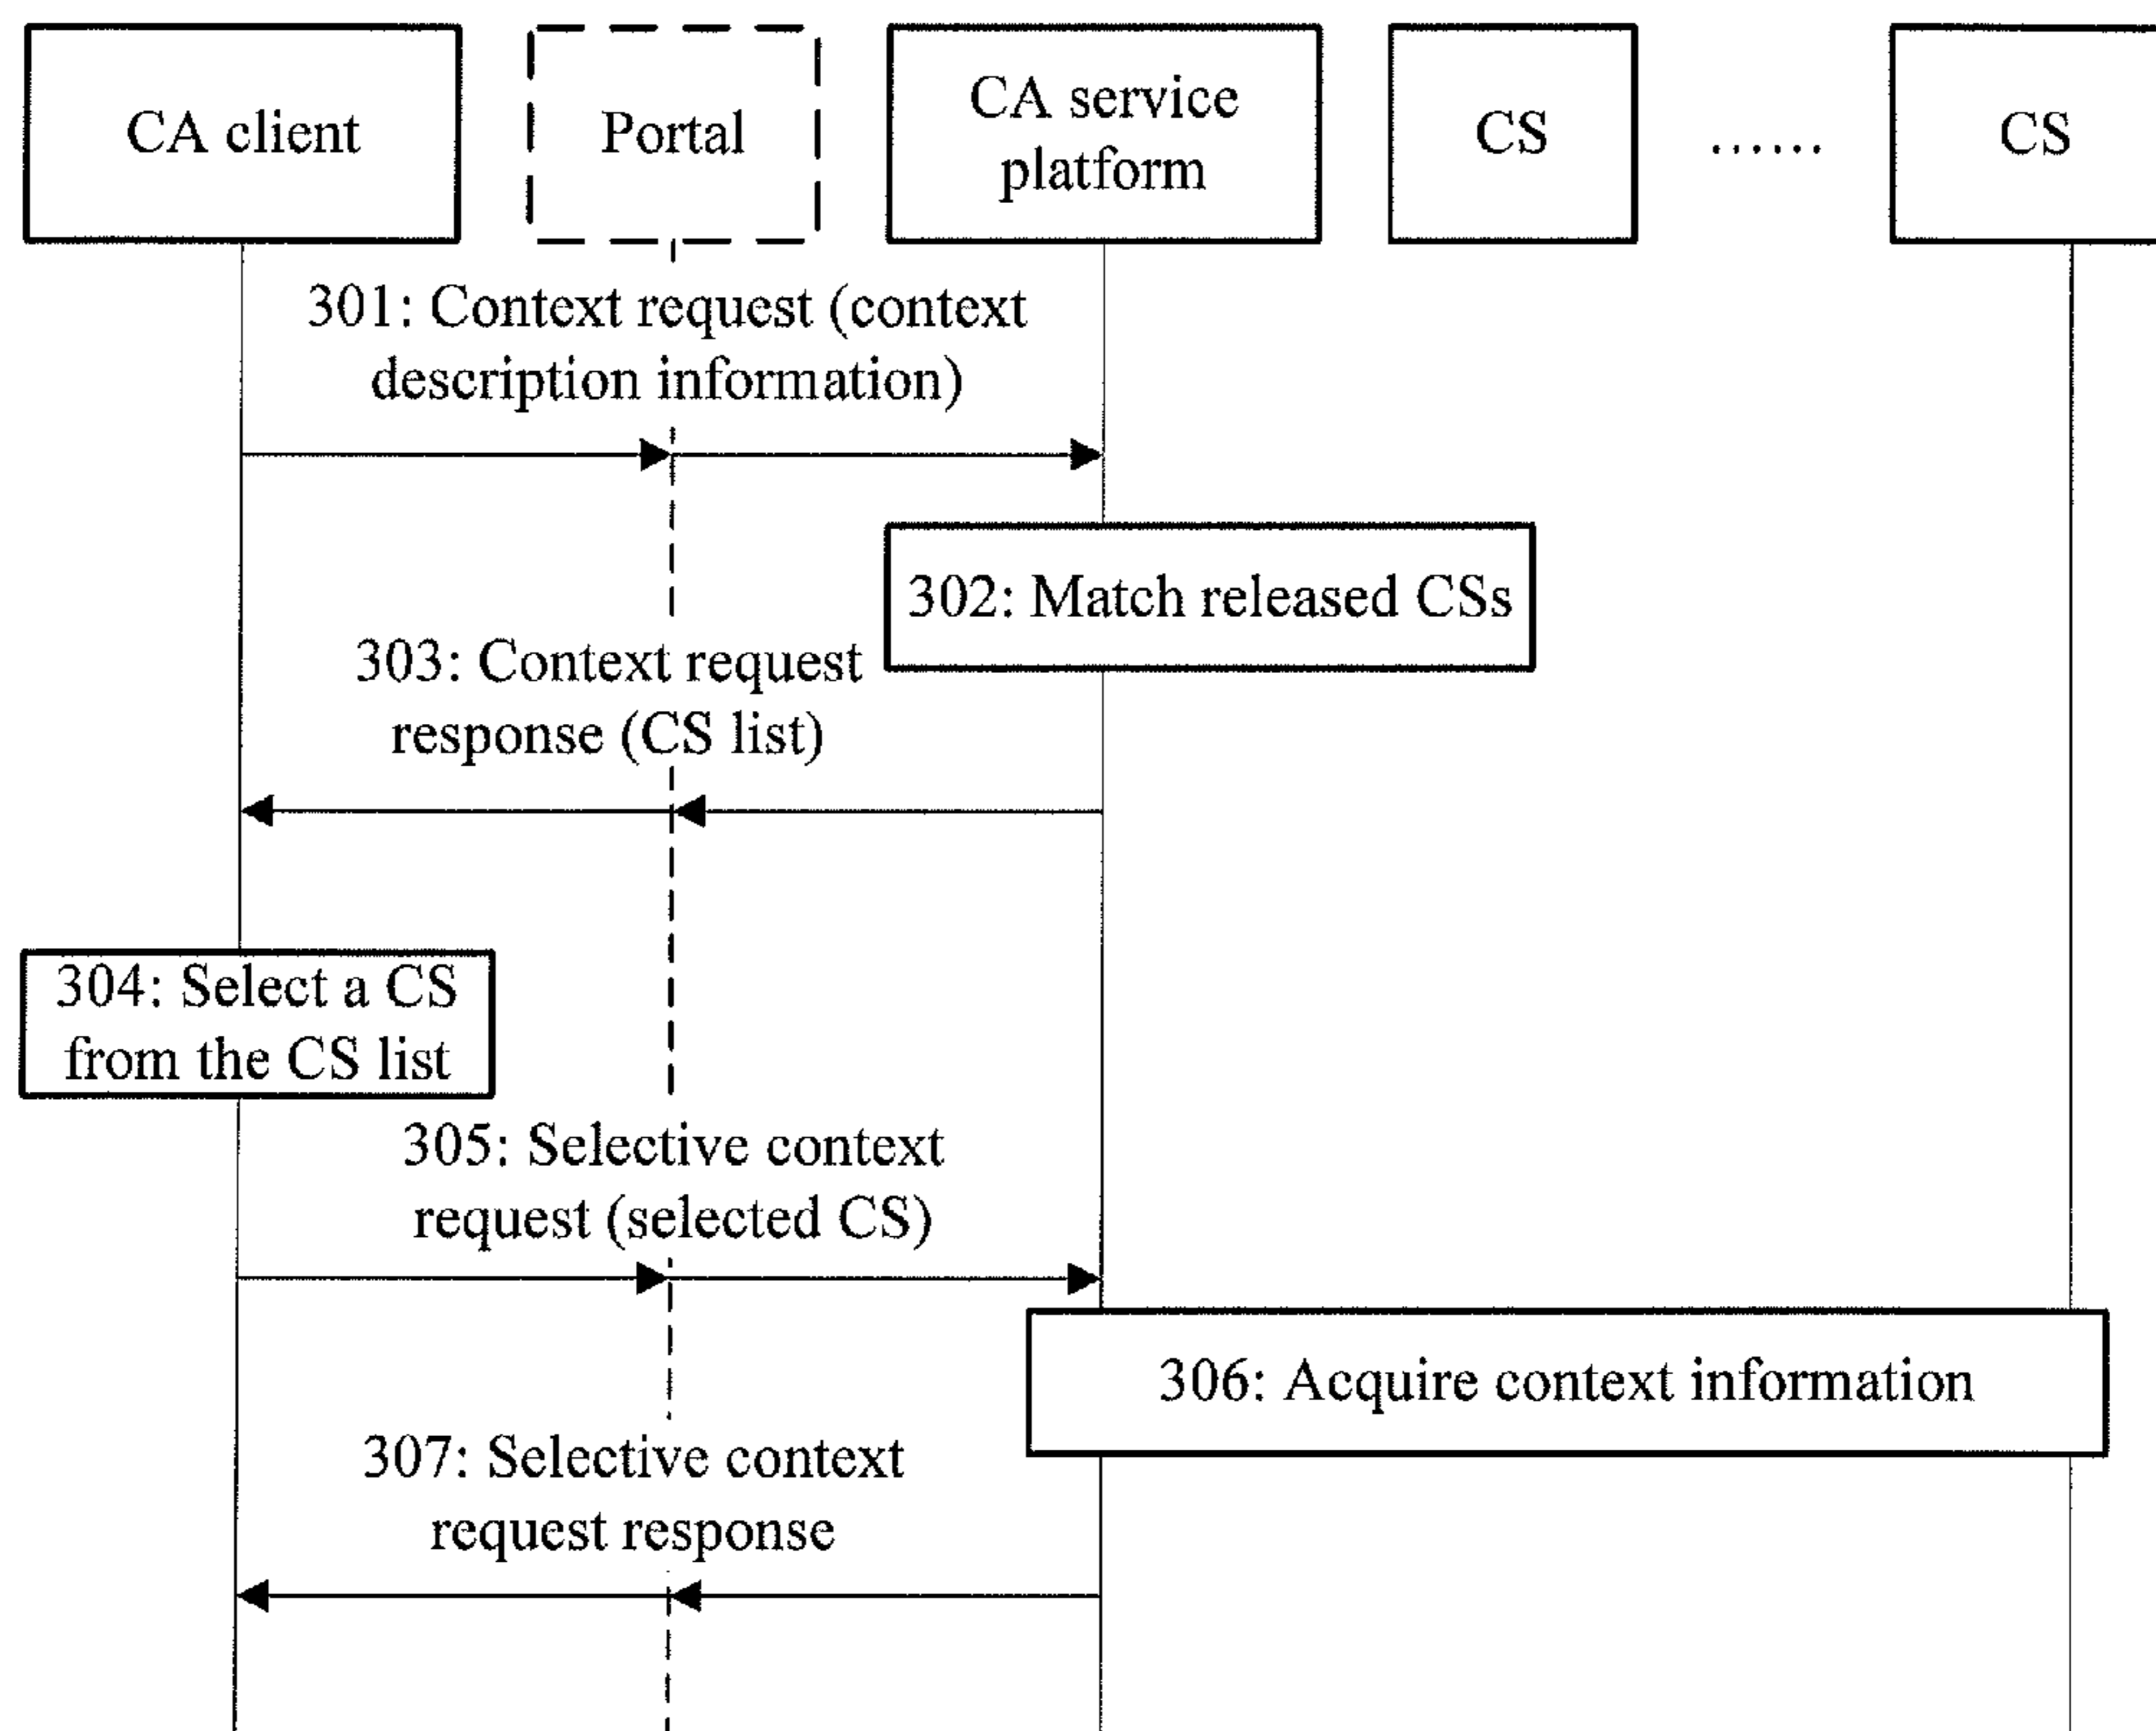 CA client
Portal
CA service
platform
CS
......
CS
301: Context request (context
description information)
302: Match released CSs
303: Context request
response (CS list)
304: Select a CS
from the CS list
305: Selective context
request (selected CS)
306: Acquire context information
307: Selective context
request response